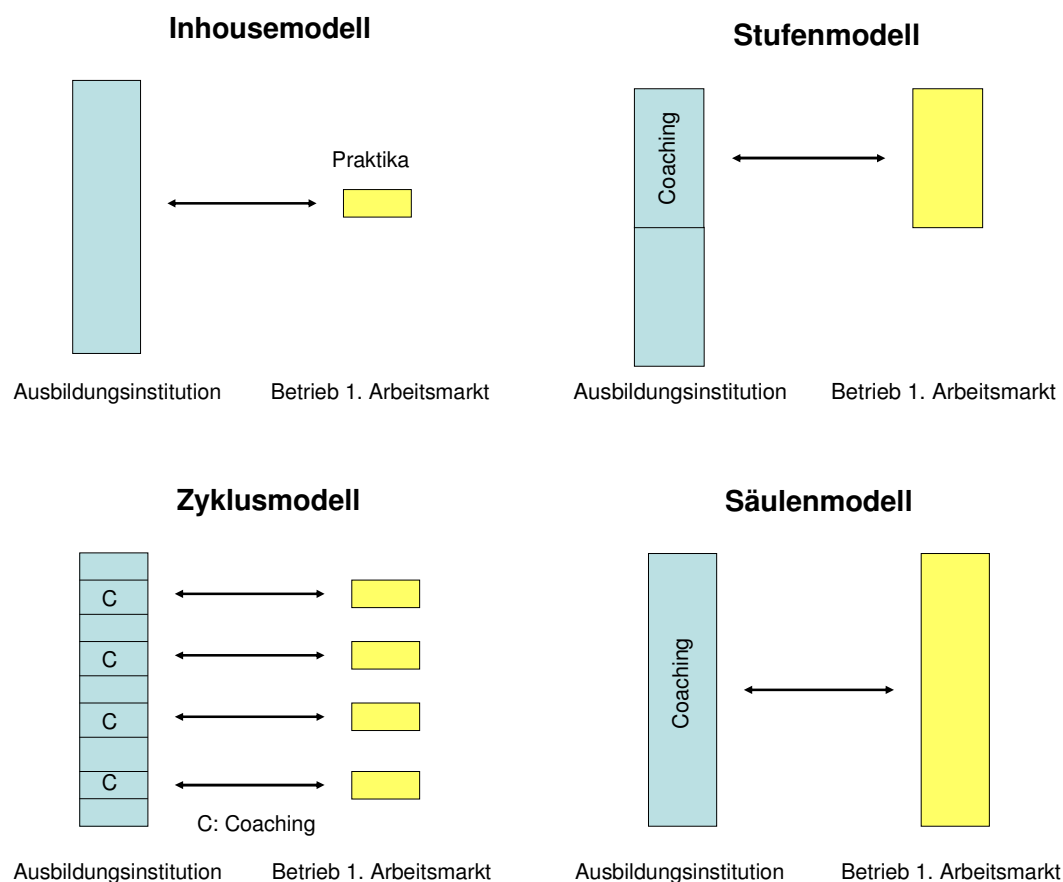 Inhousemodell
Praktika
Ausbildungsinstitution Betrieb 1. Arbeitsmarkt
Stufenmodell
Coaching
Ausbildungsinstitution Betrieb 1. Arbeitsmarkt
Zyklusmodell
C
C
C
C
C: Coaching
Ausbildungsinstitution Betrieb 1. Arbeitsmarkt
Säulenmodell
Coaching
Ausbildungsinstitution Betrieb 1. Arbeitsmarkt